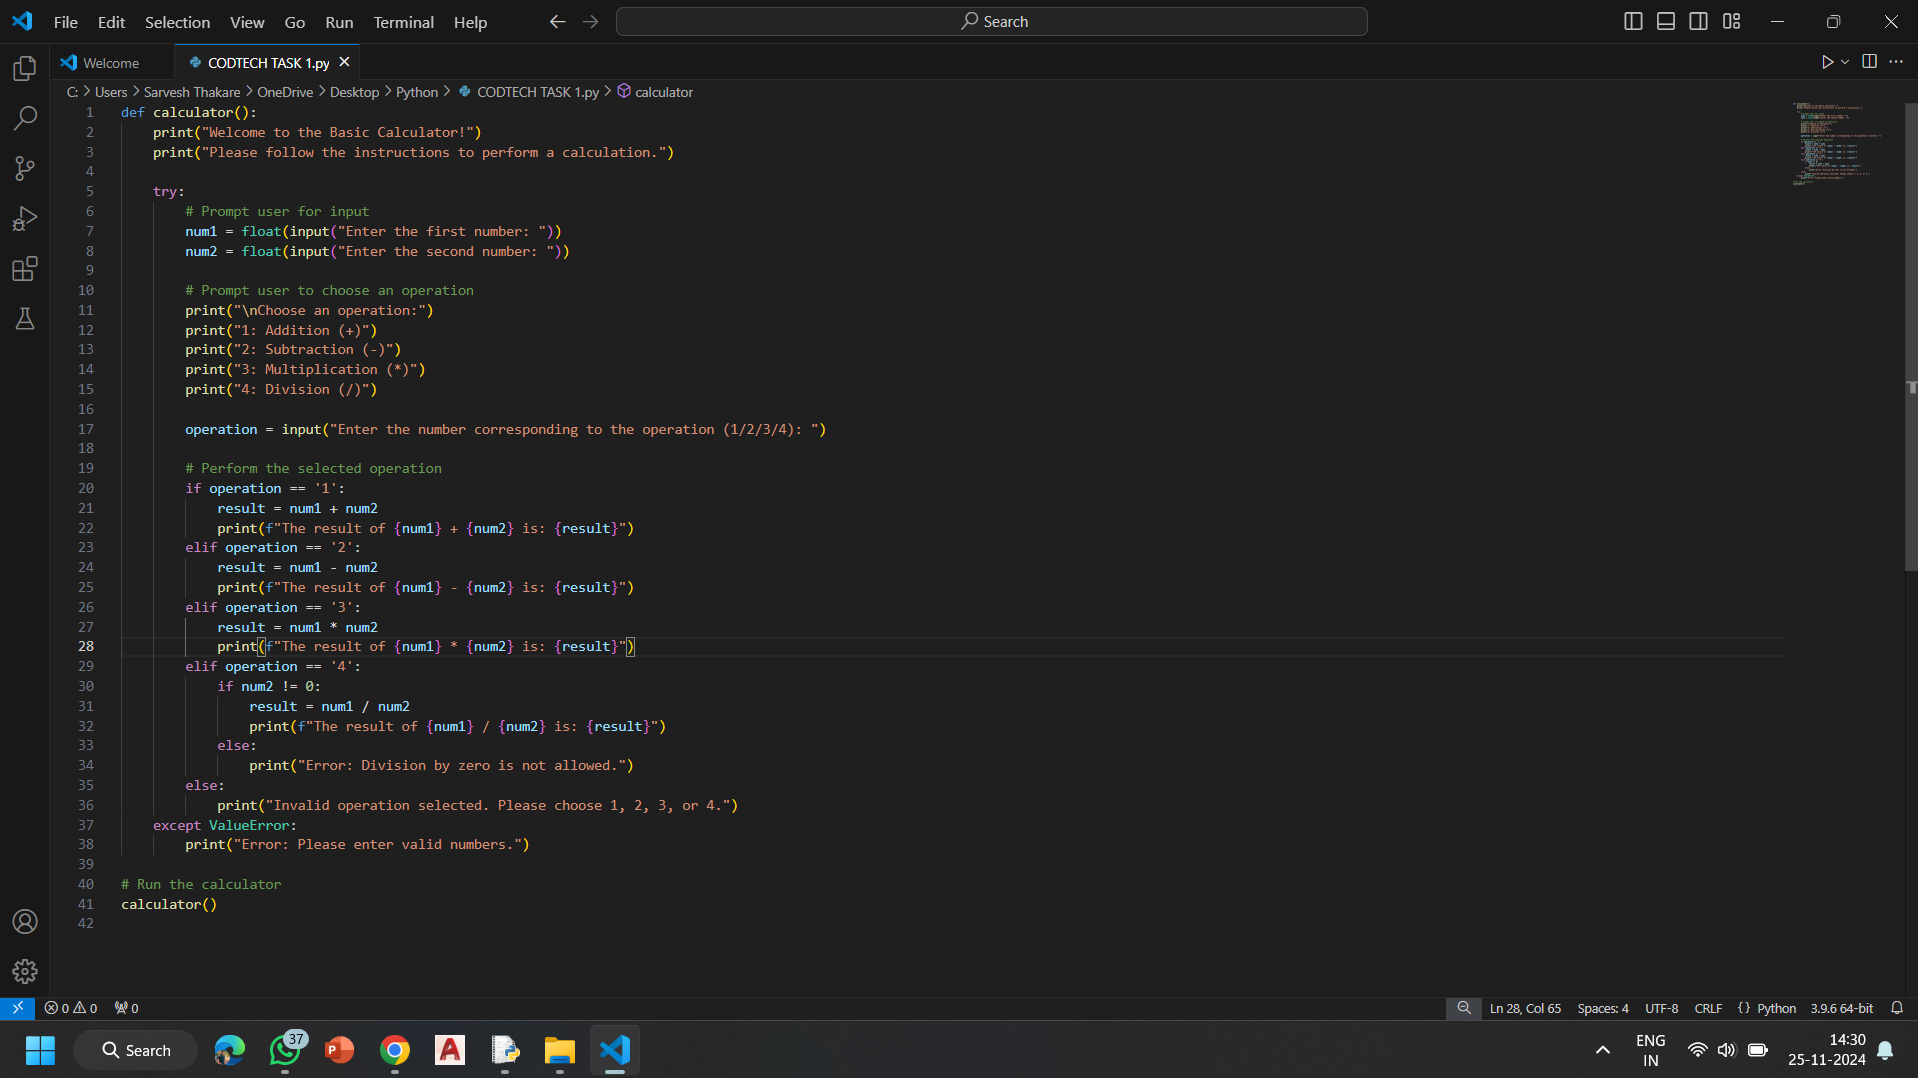 File Edit Selection View Go Run Terminal Help
Search
Welcome
CODTECH TASK 1.py
C: > Users > Sarvesh Thakare > OneDrive > Desktop > Python > CODTECH TASK 1.py > calculator
1 def calculator():
2     print("Welcome to the Basic Calculator!")
3     print("Please follow the instructions to perform a calculation.")
4
5     try:
6         # Prompt user for input
7         num1 = float(input("Enter the first number: "))
8         num2 = float(input("Enter the second number: "))
9
10         # Prompt user to choose an operation
11         print("\nChoose an operation:")
12         print("1: Addition (+)")
13         print("2: Subtraction (-)")
14         print("3: Multiplication (*)")
15         print("4: Division (/)")
16
17         operation = input("Enter the number corresponding to the operation (1/2/3/4): ")
18
19         # Perform the selected operation
20         if operation == '1':
21             result = num1 + num2
22             print(f"The result of {num1} + {num2} is: {result}")
23         elif operation == '2':
24             result = num1 - num2
25             print(f"The result of {num1} - {num2} is: {result}")
26         elif operation == '3':
27             result = num1 * num2
28             print(f"The result of {num1} * {num2} is: {result}")
29         elif operation == '4':
30             if num2 != 0:
31                 result = num1 / num2
32                 print(f"The result of {num1} / {num2} is: {result}")
33             else:
34                 print("Error: Division by zero is not allowed.")
35         else:
36             print("Invalid operation selected. Please choose 1, 2, 3, or 4.")
37     except ValueError:
38         print("Error: Please enter valid numbers.")
39
40 # Run the calculator
41 calculator()
42
0 0 0
Ln 28, Col 65 Spaces: 4 UTF-8 CRLF {} Python 3.9.6 64-bit
Search
37
ENG
IN
14:30
25-11-2024